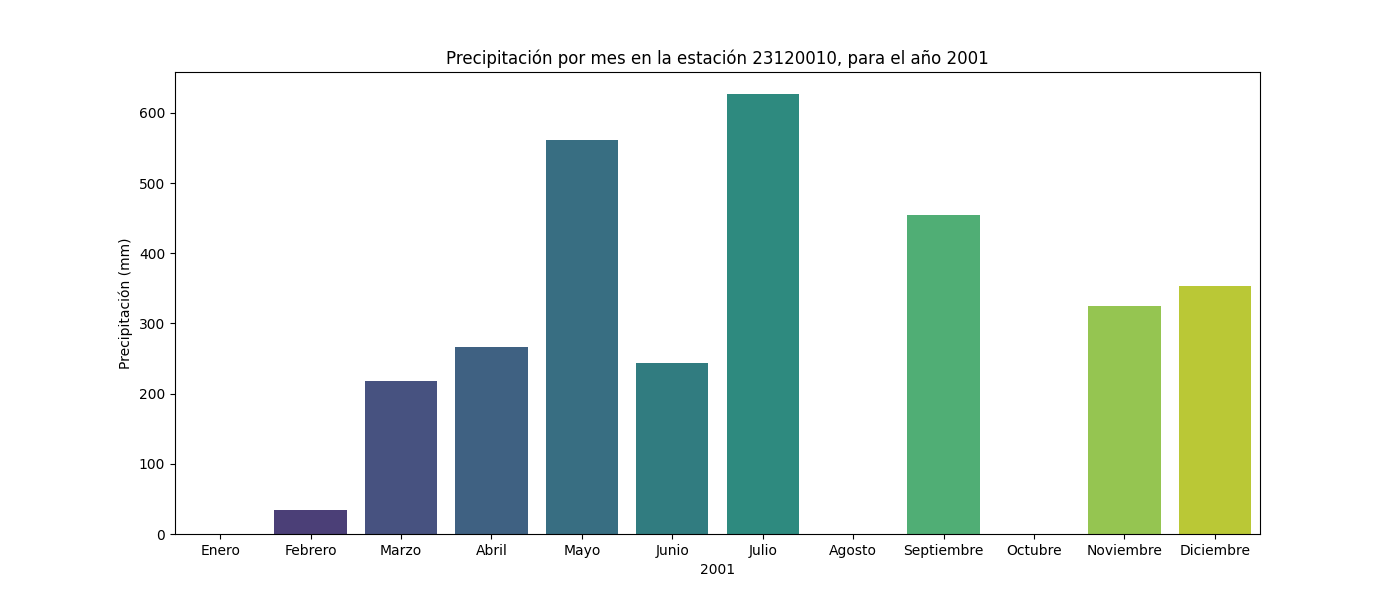 Precipitación por mes en la estación 23120010, para el año 2001
Precipitación (mm)
600
500
400
300
200
100
0
Enero Febrero Marzo Abril Mayo Junio Julio Agosto Septiembre Octubre Noviembre Diciembre
2001